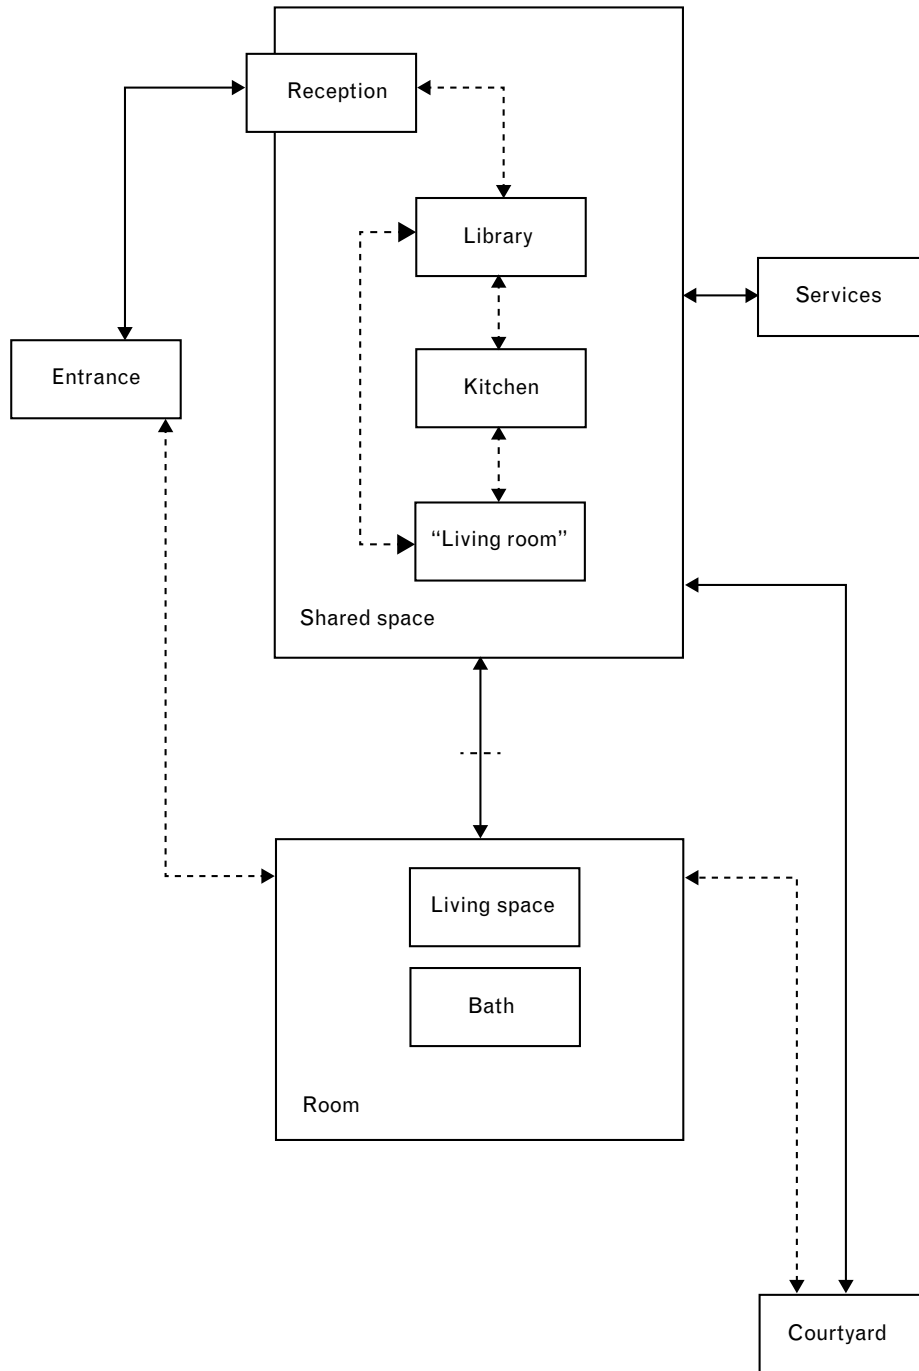 Reception
Library
Services
Entrance
Kitchen
“Living room”
Shared space
Living space
Bath
Room
Courtyard